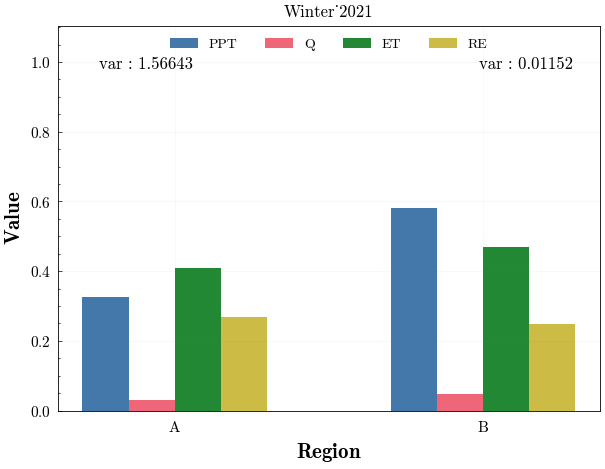 Winter˙2021
PPT Q ET RE
var : 1.56643 var : 0.01152
1.0
0.8
0.6
0.4
0.2
0.0
Value
A B
Region